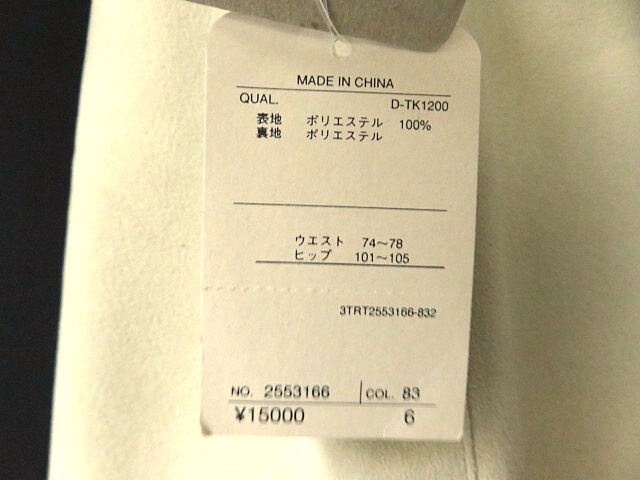 MADE IN CHINA
QUAL. D-TK1200
表地 ポリエステル 100%
裏地 ポリエステル
ウエスト 74〜78
ヒップ 101〜105
3TRT2553166-832
NO. 2553166 COL. 83
¥15000 6